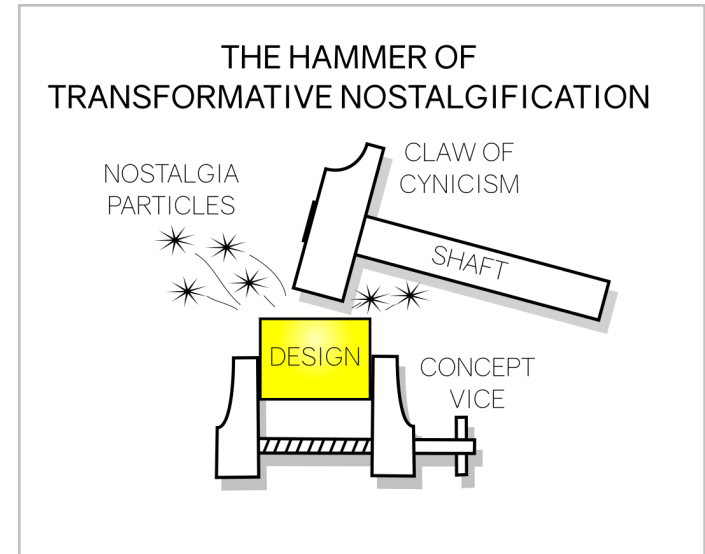 THE HAMMER OF
TRANSFORMATIVE NOSTALGIFICATION
CLAW OF
CYNICISM
NOSTALGIA
PARTICLES
SHAFT
DESIGN
CONCEPT
VICE